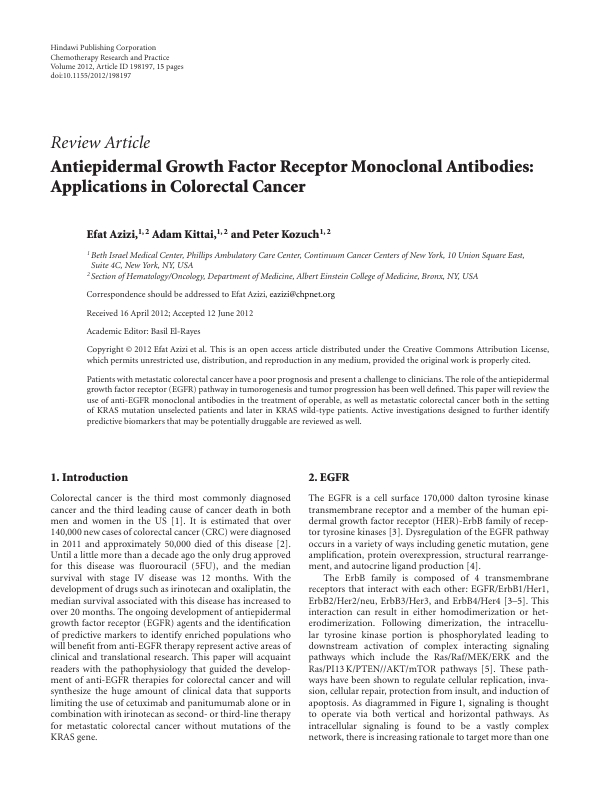 Hindawi Publishing Corporation
Chemotherapy Research and Practice
Volume 2012, Article ID 198197, 15 pages
doi:10.1155/2012/198197
Review Article
Antiepidermal Growth Factor Receptor Monoclonal Antibodies:
Applications in Colorectal Cancer
Efat Azizi,1, 2 Adam Kittai,1, 2 and Peter Kozuch1, 2
1 Beth Israel Medical Center, Phillips Ambulatory Care Center, Continuum Cancer Centers of New York, 10 Union Square East,
Suite 4C, New York, NY, USA
2 Section of Hematology/Oncology, Department of Medicine, Albert Einstein College of Medicine, Bronx, NY, USA
Correspondence should be addressed to Efat Azizi, eazizi@chpnet.org
Received 16 April 2012; Accepted 12 June 2012
Academic Editor: Basil El-Rayes
Copyright © 2012 Efat Azizi et al. This is an open access article distributed under the Creative Commons Attribution License,
which permits unrestricted use, distribution, and reproduction in any medium, provided the original work is properly cited.
Patients with metastatic colorectal cancer have a poor prognosis and present a challenge to clinicians. The role of the antiepidermal
growth factor receptor (EGFR) pathway in tumorogenesis and tumor progression has been well defined. This paper will review the
use of anti-EGFR monoclonal antibodies in the treatment of operable, as well as metastatic colorectal cancer both in the setting
of KRAS mutation unselected patients and later in KRAS wild-type patients. Active investigations designed to further identify
predictive biomarkers that may be potentially druggable are reviewed as well.
1. Introduction
Colorectal cancer is the third most commonly diagnosed
cancer and the third leading cause of cancer death in both
men and women in the US [1]. It is estimated that over
140,000 new cases of colorectal cancer (CRC) were diagnosed
in 2011 and approximately 50,000 died of this disease [2].
Until a little more than a decade ago the only drug approved
for this disease was fluorouracil (5FU), and the median
survival with stage IV disease was 12 months. With the
development of drugs such as irinotecan and oxaliplatin, the
median survival associated with this disease has increased to
over 20 months. The ongoing development of antiepidermal
growth factor receptor (EGFR) agents and the identification
of predictive markers to identify enriched populations who
will benefit from anti-EGFR therapy represent active areas of
clinical and translational research. This paper will acquaint
readers with the pathophysiology that guided the develop-
ment of anti-EGFR therapies for colorectal cancer and will
synthesize the huge amount of clinical data that supports
limiting the use of cetuximab and panitumumab alone or in
combination with irinotecan as second- or third-line therapy
for metastatic colorectal cancer without mutations of the
KRAS gene.
2. EGFR
The EGFR is a cell surface 170,000 dalton tyrosine kinase
transmembrane receptor and a member of the human epi-
dermal growth factor receptor (HER)-ErbB family of recep-
tor tyrosine kinases [3]. Dysregulation of the EGFR pathway
occurs in a variety of ways including genetic mutation, gene
amplification, protein overexpression, structural rearrange-
ment, and autocrine ligand production [4].
The ErbB family is composed of 4 transmembrane
receptors that interact with each other: EGFR/ErbB1/Her1,
ErbB2/Her2/neu, ErbB3/Her3, and ErbB4/Her4 [3–5]. This
interaction can result in either homodimerization or het-
erodimerization. Following dimerization, the intracellu-
lar tyrosine kinase portion is phosphorylated leading to
downstream activation of complex interacting signaling
pathways which include the Ras/Raf/MEK/ERK and the
Ras/PI13 K/PTEN//AKT/mTOR pathways [5]. These path-
ways have been shown to regulate cellular replication, inva-
sion, cellular repair, protection from insult, and induction of
apoptosis. As diagrammed in Figure 1, signaling is thought
to operate via both vertical and horizontal pathways. As
intracellular signaling is found to be a vastly complex
network, there is increasing rationale to target more than one